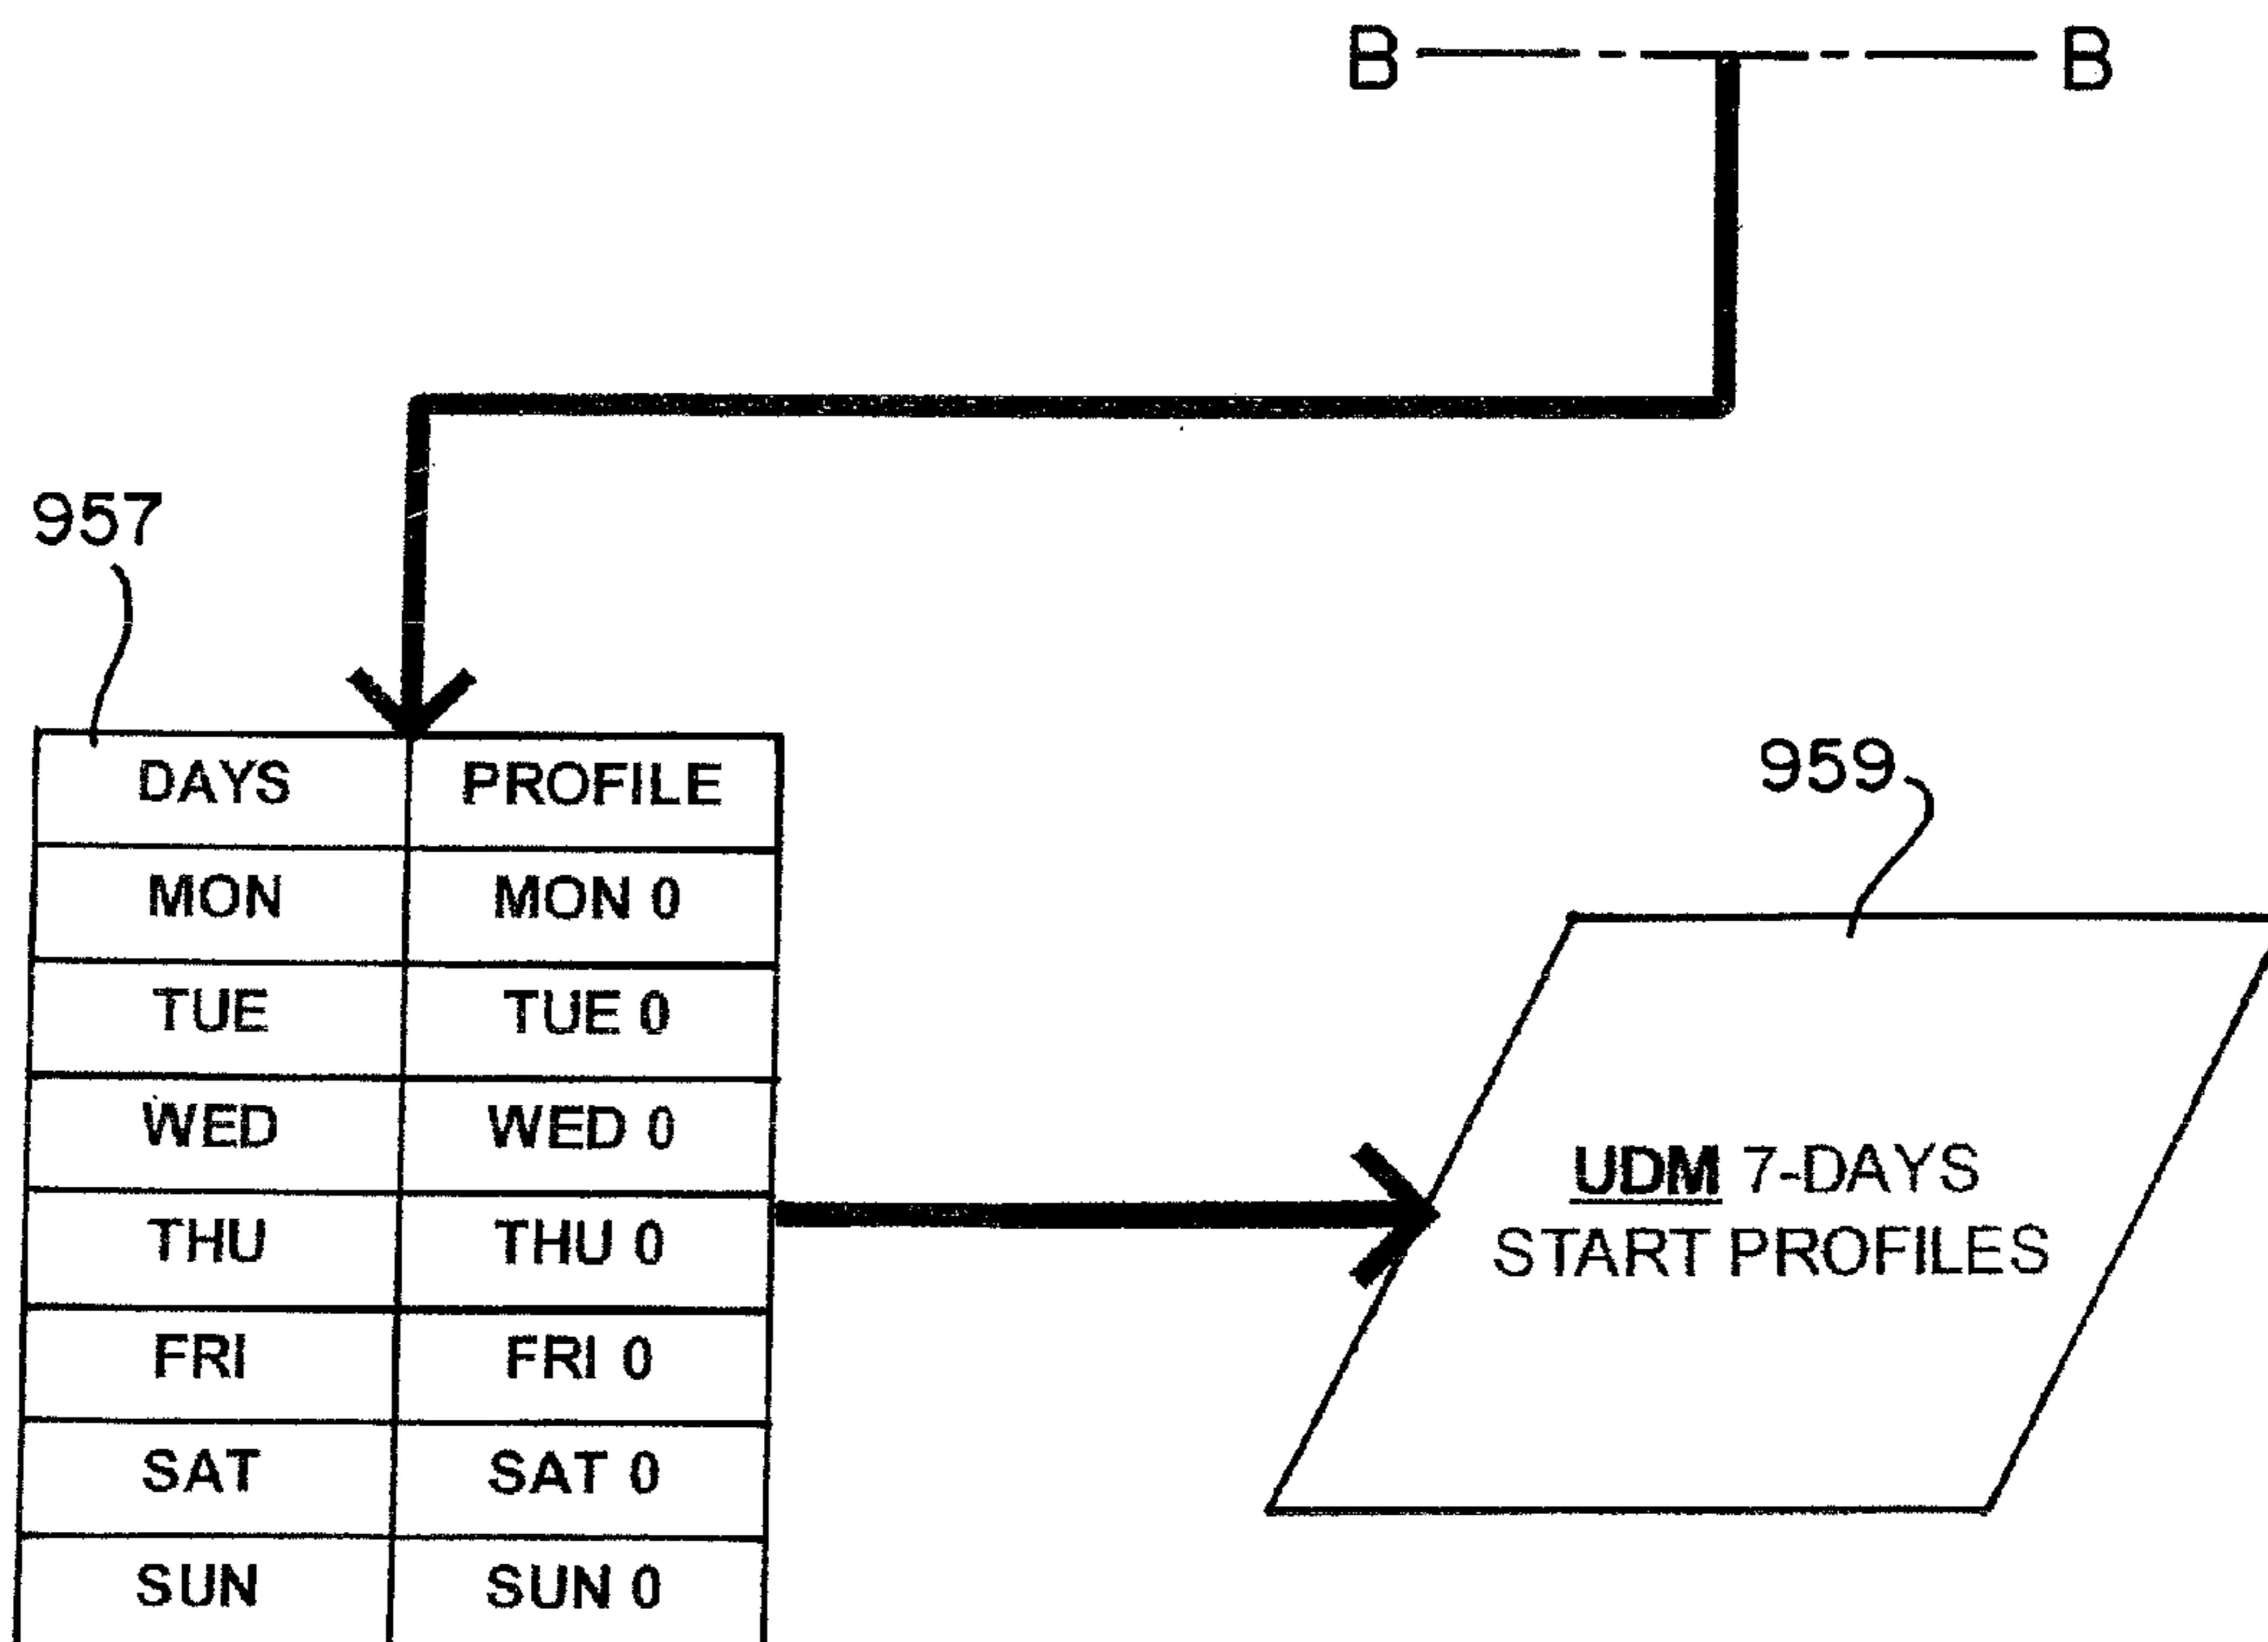 B B
957
DAYS PROFILE
MON MON 0
TUE TUE 0
WED WED 0
THU THU 0
FRI FRI 0
SAT SAT 0
SUN SUN 0
959
UDM 7-DAYS
START PROFILES